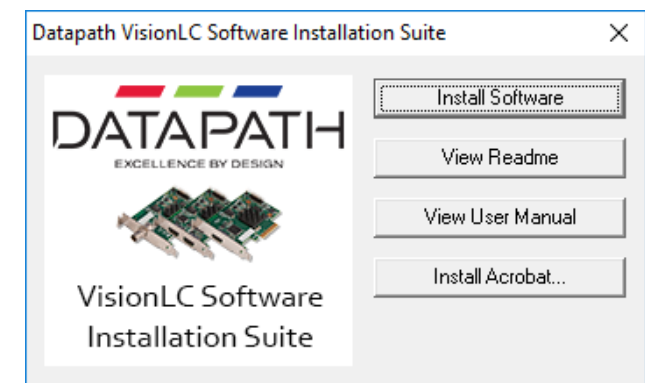 Datapath VisionLC Software Installation Suite
DATAPATH
EXCELLENCE BY DESIGN
VisionLC Software
Installation Suite
Install Software
View Readme
View User Manual
Install Acrobat...